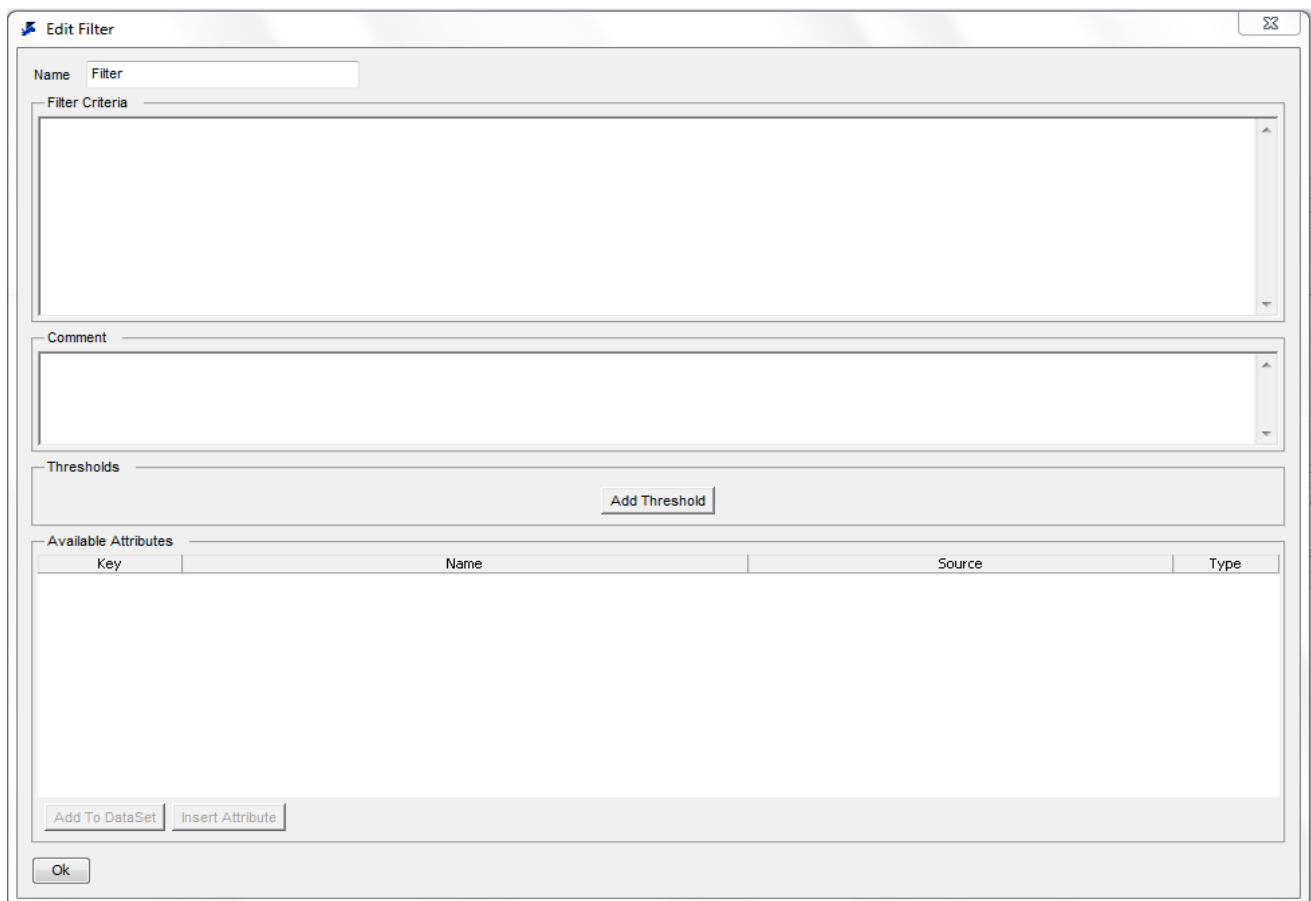 Edit Filter
Name Filter
Filter Criteria
Comment
Thresholds
Add Threshold
Available Attributes
Key Name Source Type
Add To DataSet Insert Attribute
Ok